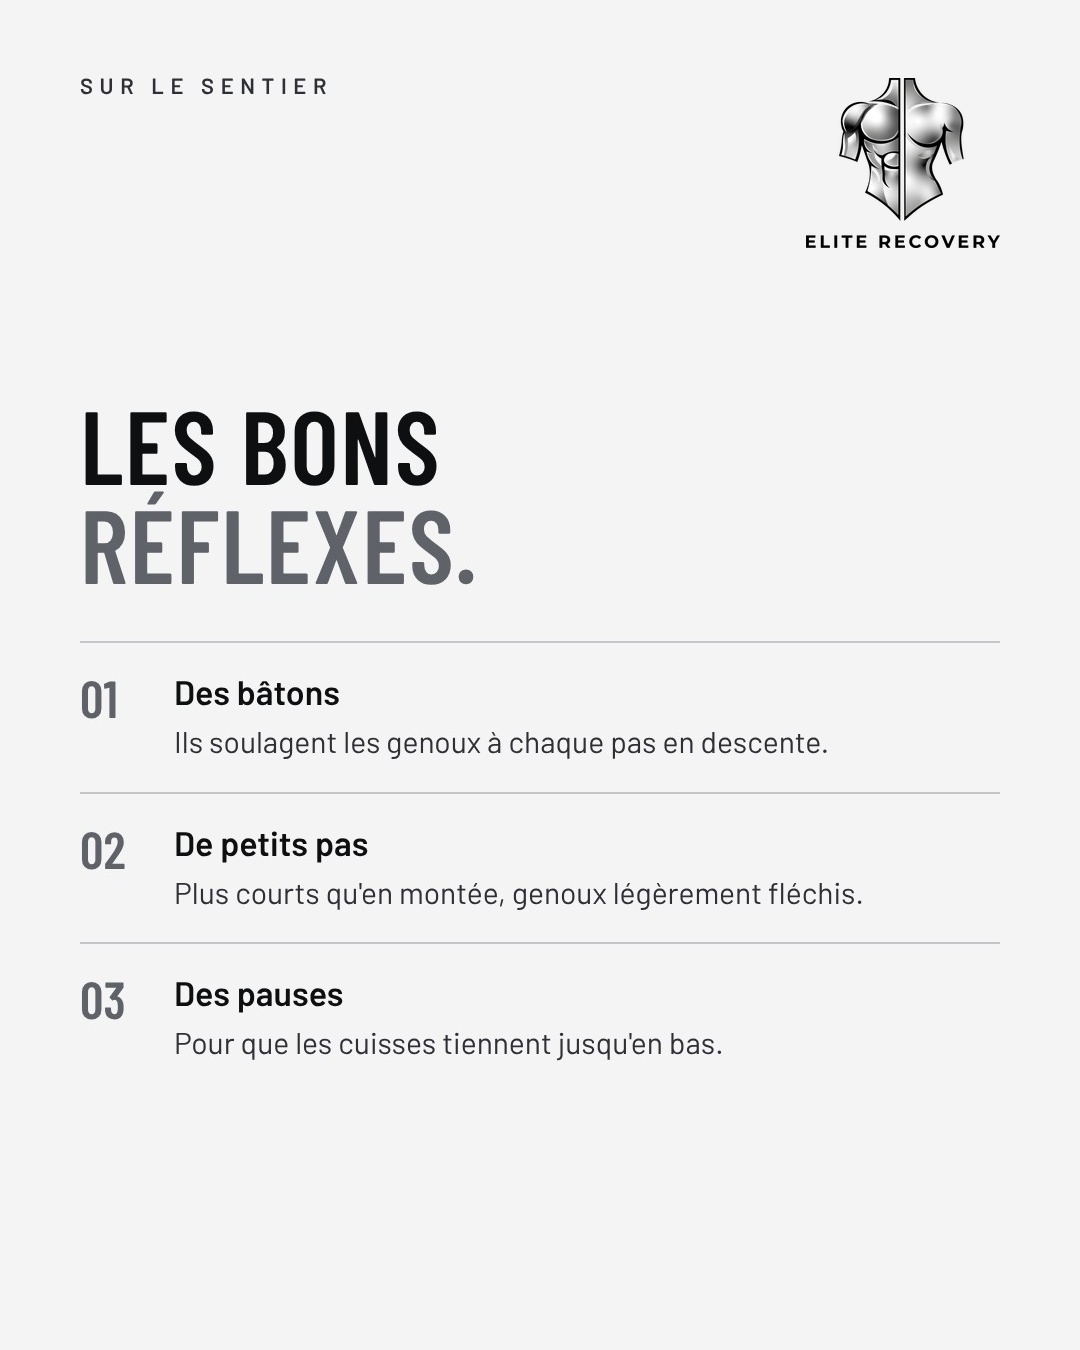 SUR LE SENTIER
ELITE RECOVERY
LES BONS
RÉFLEXES.
01 Des bâtons
Ils soulagent les genoux à chaque pas en descente.
02 De petits pas
Plus courts qu'en montée, genoux légèrement fléchis.
03 Des pauses
Pour que les cuisses tiennent jusqu'en bas.